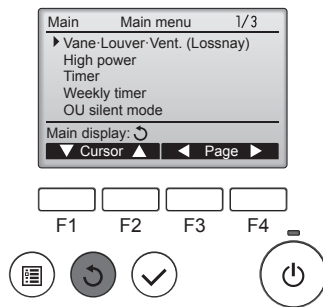 Main Main menu 1/3
Vane·Louver·Vent. (Lossnay)
High power
Timer
Weekly timer
OU silent mode
Main display:
Cursor Page
F1 F2 F3 F4